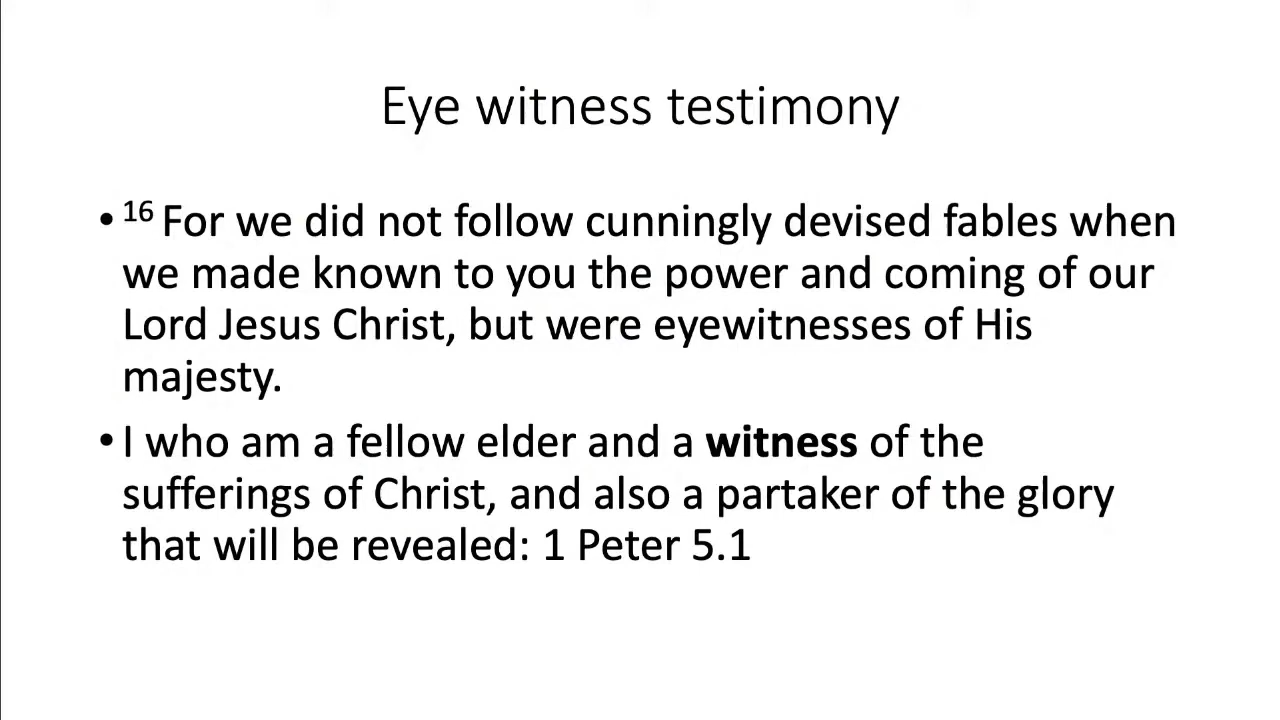 Eye witness testimony
• ¹⁶ For we did not follow cunningly devised fables when
we made known to you the power and coming of our
Lord Jesus Christ, but were eyewitnesses of His
majesty.
• I who am a fellow elder and a witness of the
sufferings of Christ, and also a partaker of the glory
that will be revealed: 1 Peter 5.1